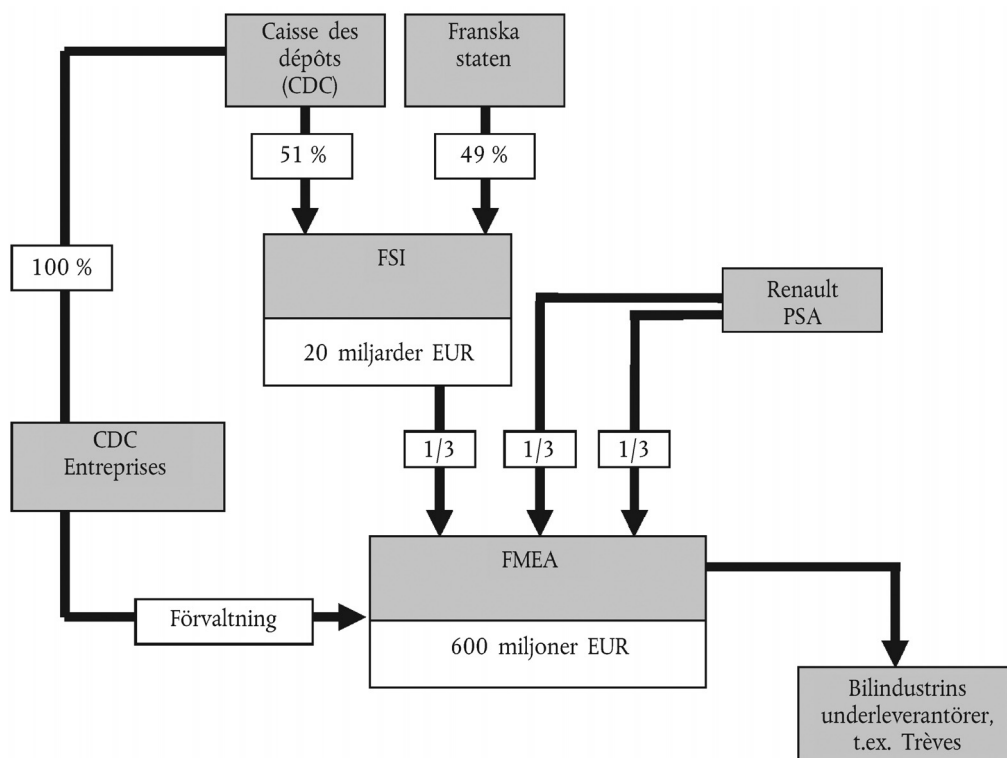 Caisse des
dépôts
(CDC)
Franska
staten
51 %
49 %
100 %
FSI
20 miljarder EUR
Renault
PSA
CDC
Entreprises
1/3
1/3
1/3
FMEA
600 miljoner EUR
Förvaltning
Bilindustrins
underleverantörer,
t.ex. Trèves